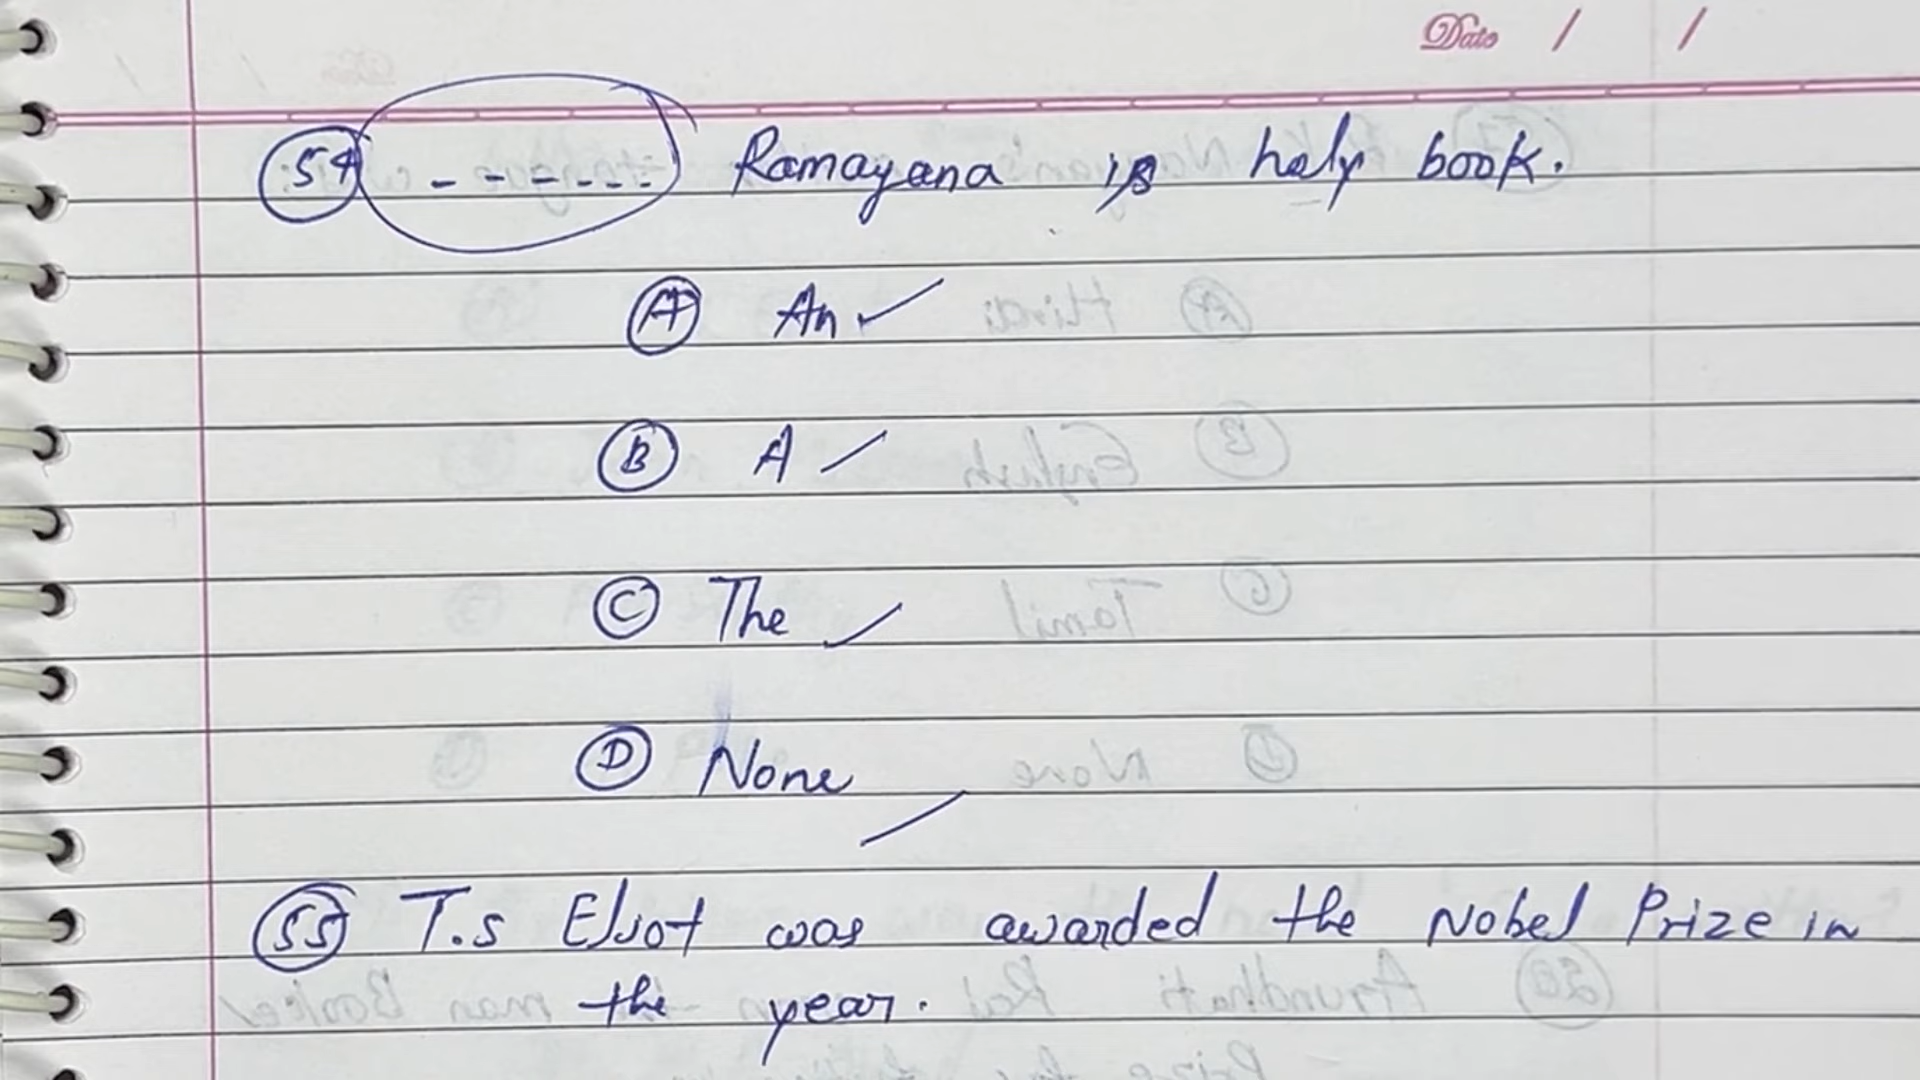 Date / /
54 ------- Ramayana is holy book.
A An ✓
B A
C The ✓
D None
55 T.S Eliot was awarded the Nobel Prize in
the year.